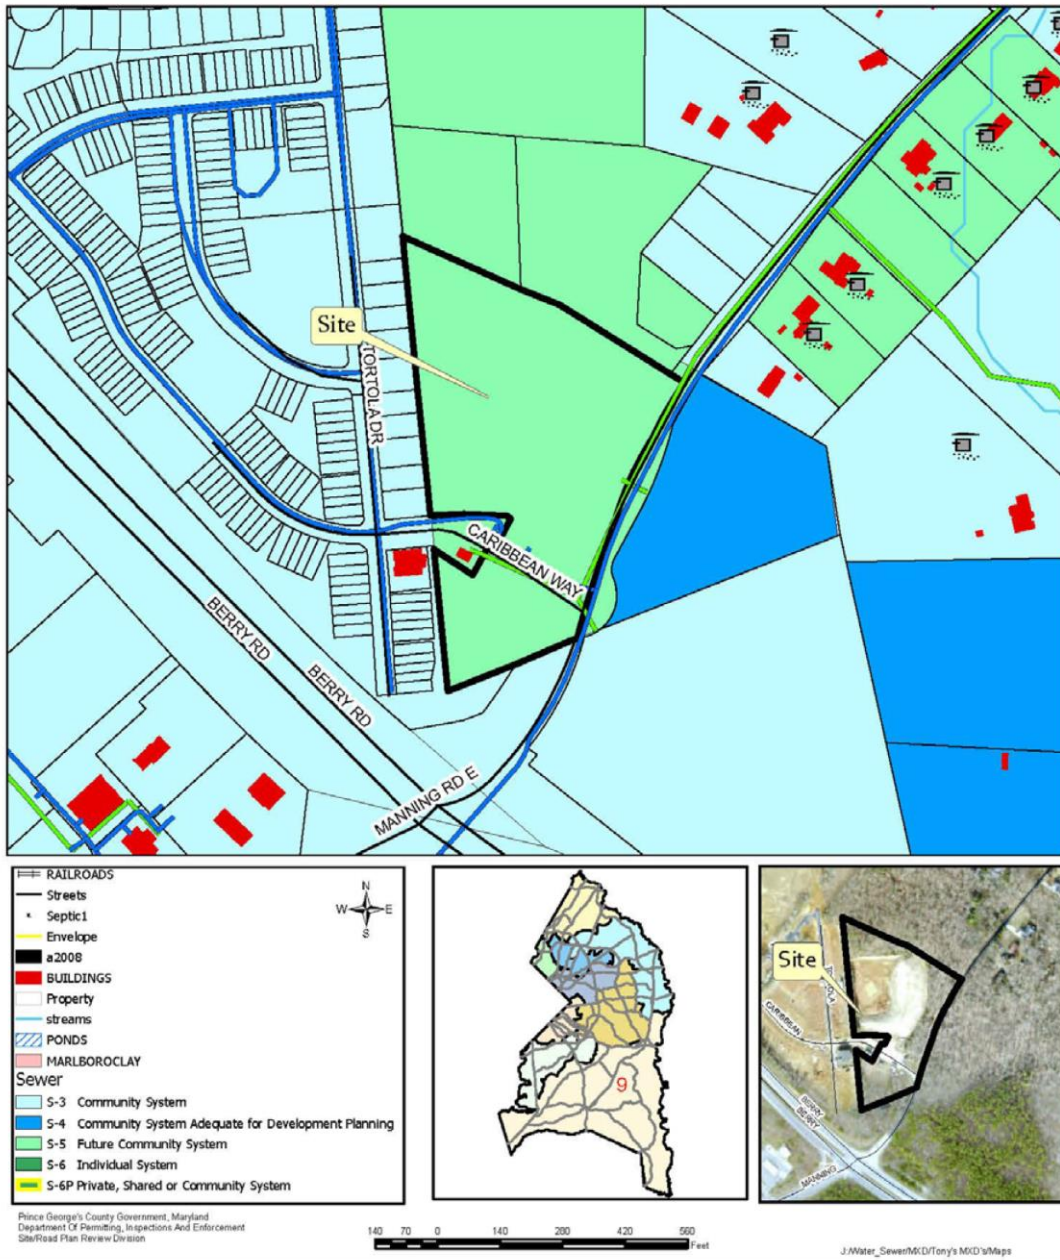 Site
TORTOLA DR
CARIBBEAN WAY
BERRY RD
BERRY RD
MANNING RD E
RAILROADS
Streets
Septic1
Envelope
a2008
BUILDINGS
Property
streams
PONDS
MARLBOROCLAY
Sewer
S-3 Community System
S-4 Community System Adequate for Development Planning
S-5 Future Community System
S-6 Individual System
S-6P Private, Shared or Community System
N
W E
S
9
Site
CARIBBEAN
BERRY
BERRY
MANNING
Prince George's County Government, Maryland
Department Of Permitting, Inspections And Enforcement
Site/Road Plan Review Division
140 70 0 140 280 420 560
Feet
J:/Water_Sewer/MXD/Tony's MXD's/Maps